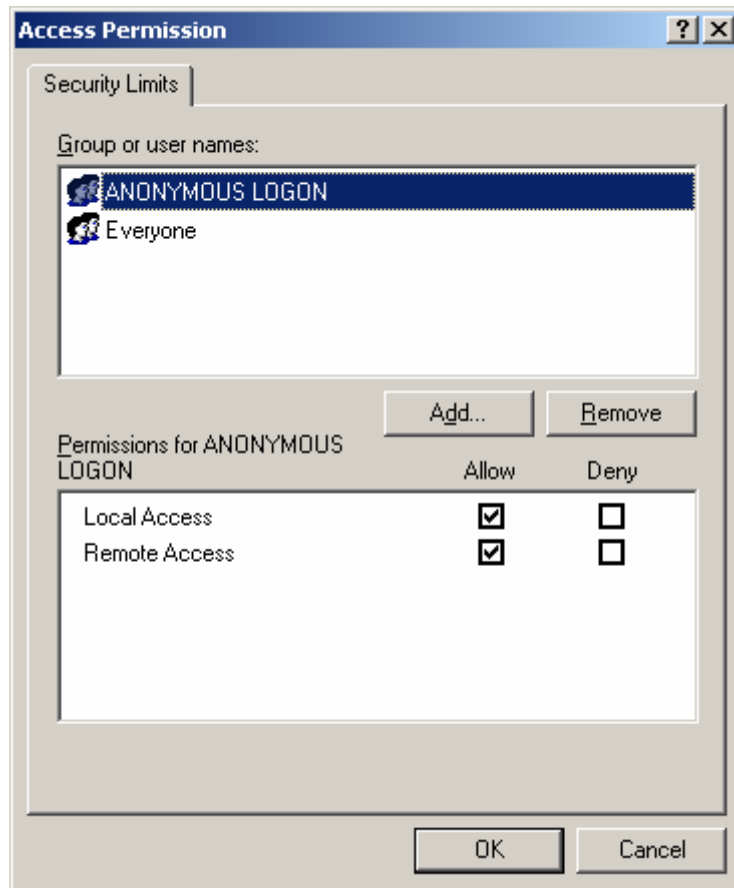 Access Permission
Security Limits
Group or user names:
ANONYMOUS LOGON
Everyone
Add... Remove
Permissions for ANONYMOUS
LOGON Allow Deny
Local Access
Remote Access
OK Cancel